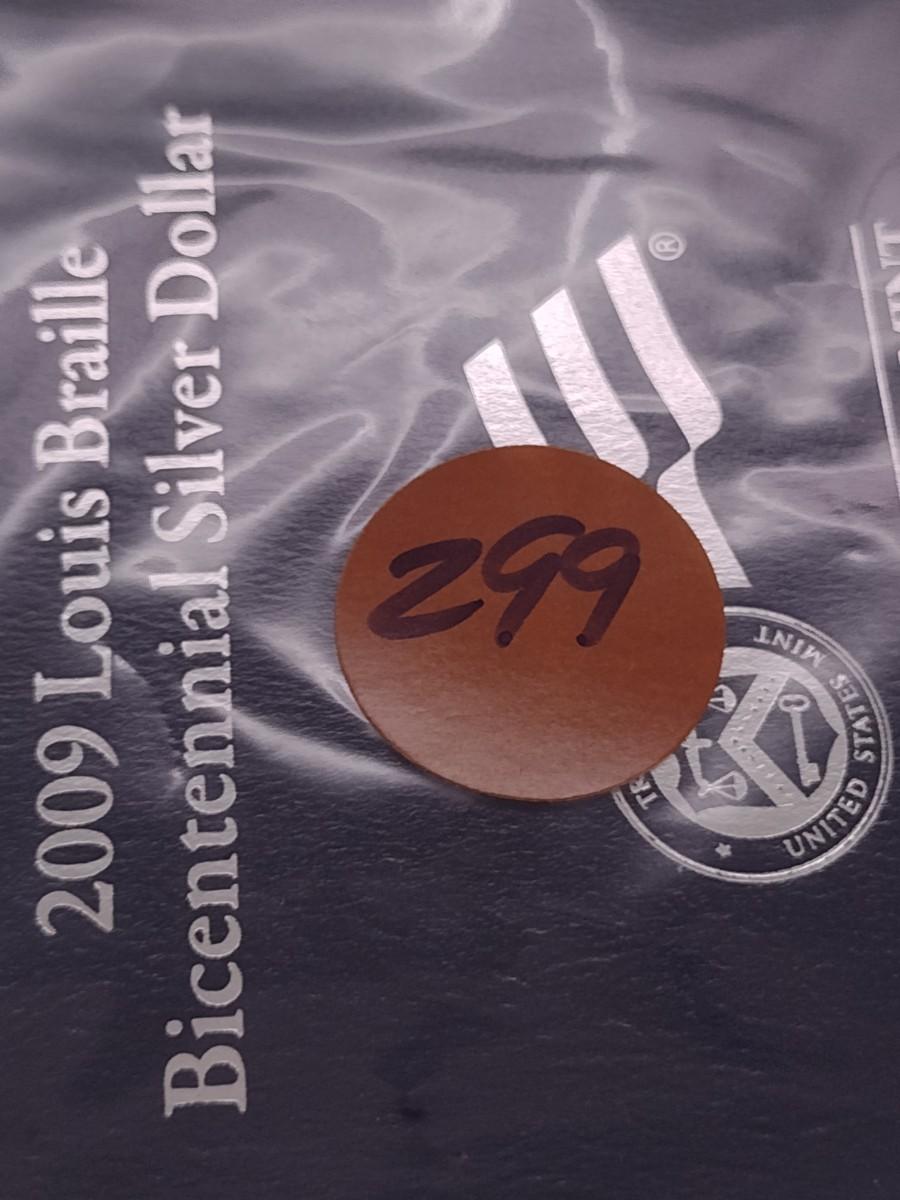 2009 Louis Braille
Bicentennial Silver Dollar
®
299
UNITED STATES MINT